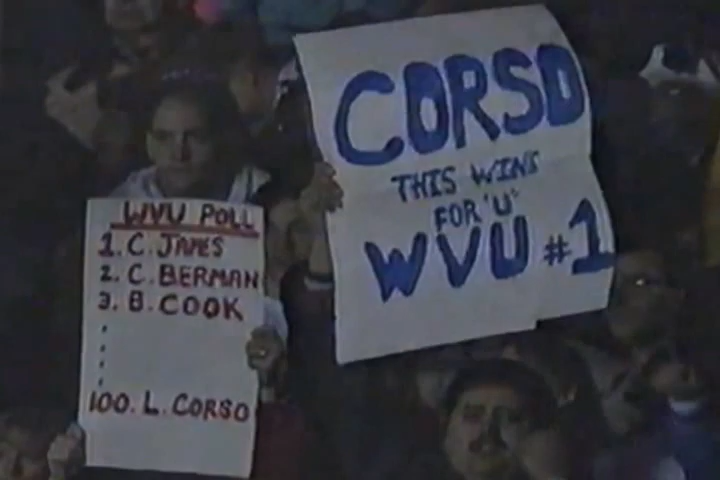 WVU POLL
1. C. JAMES
2. C. BERMAN
3. B. COOK
100. L. CORSO
CORSO
THIS WINS
FOR "U"
WVU #1